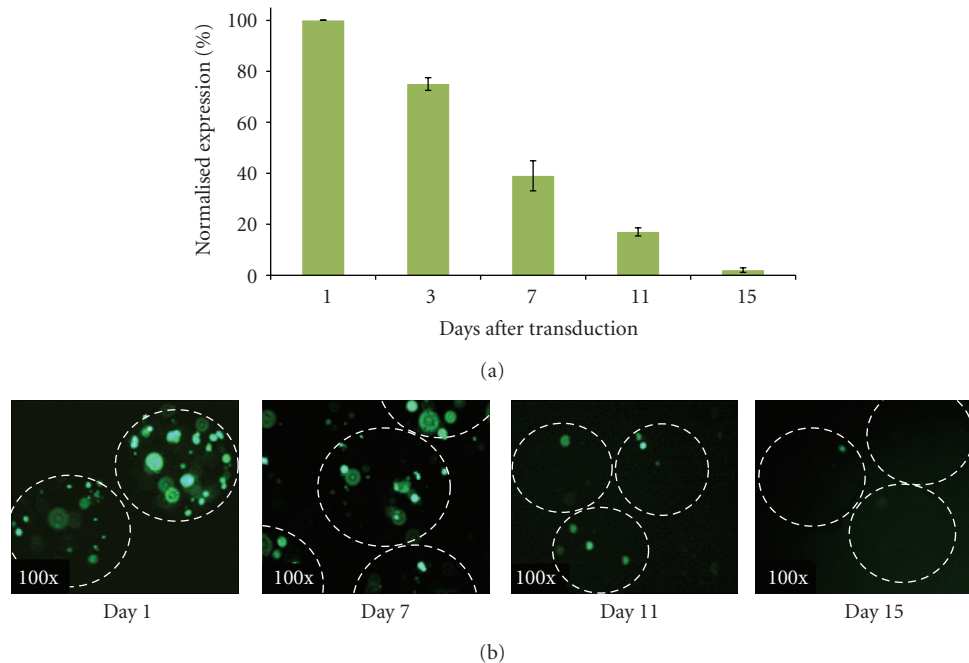 Normalised expression (%)
100
80
60
40
20
0
1 3 7 11 15
Days after transduction
(a)
100x 100x 100x 100x
Day 1 Day 7 Day 11 Day 15
(b)